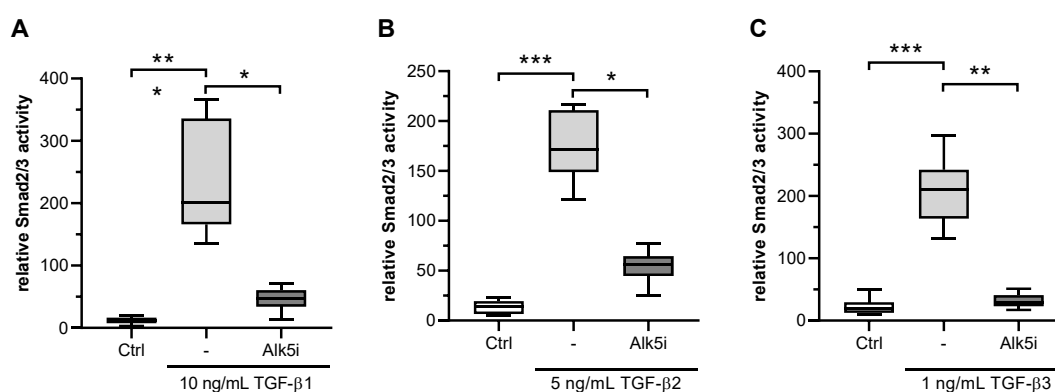 A
**
*
*
relative Smad2/3 activity
400
300
200
100
0
Ctrl
-
Alk5i
10 ng/mL TGF-β1
B
***
*
relative Smad2/3 activity
250
200
150
100
50
0
Ctrl
-
Alk5i
5 ng/mL TGF-β2
C
***
**
relative Smad2/3 activity
400
300
200
100
0
Ctrl
-
Alk5i
1 ng/mL TGF-β3